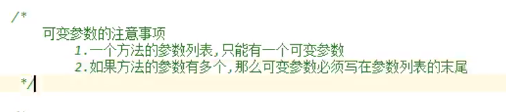 /*
可变参数的注意事项
1.一个方法的参数列表,只能有一个可变参数
2.如果方法的参数有多个,那么可变参数必须写在参数列表的末尾
*/